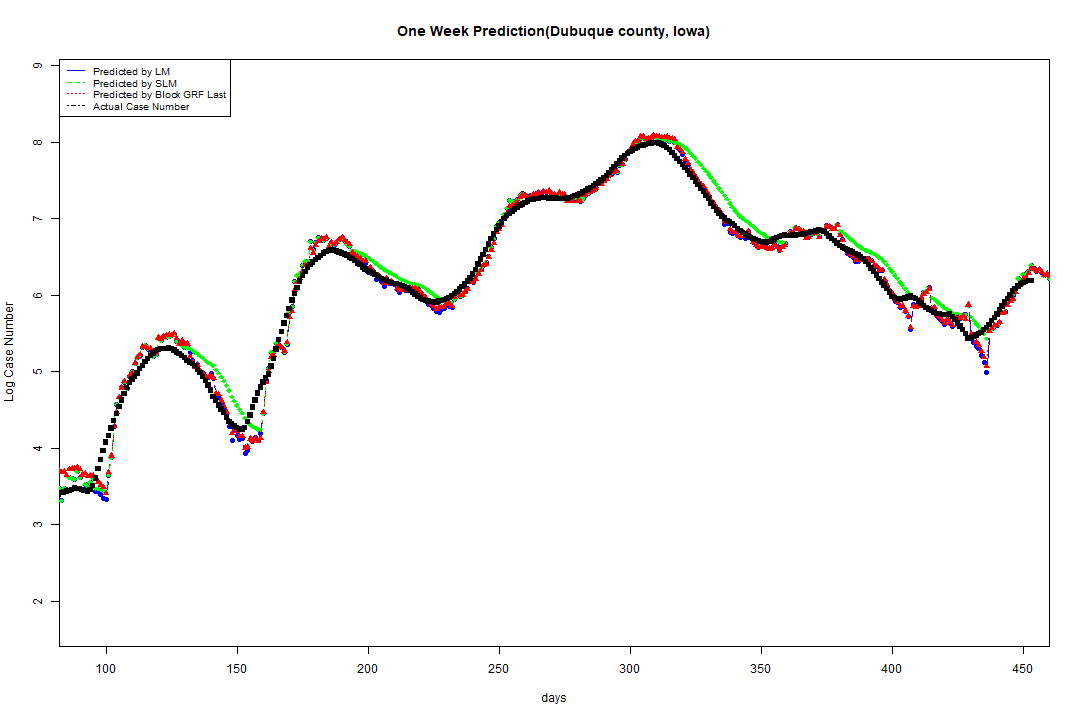 One Week Prediction(Dubuque county, Iowa)
Predicted by LM
Predicted by SLM
Predicted by Block GRF Last
Actual Case Number
9
8
7
6
5
4
3
2
Log Case Number
100 150 200 250 300 350 400 450
days